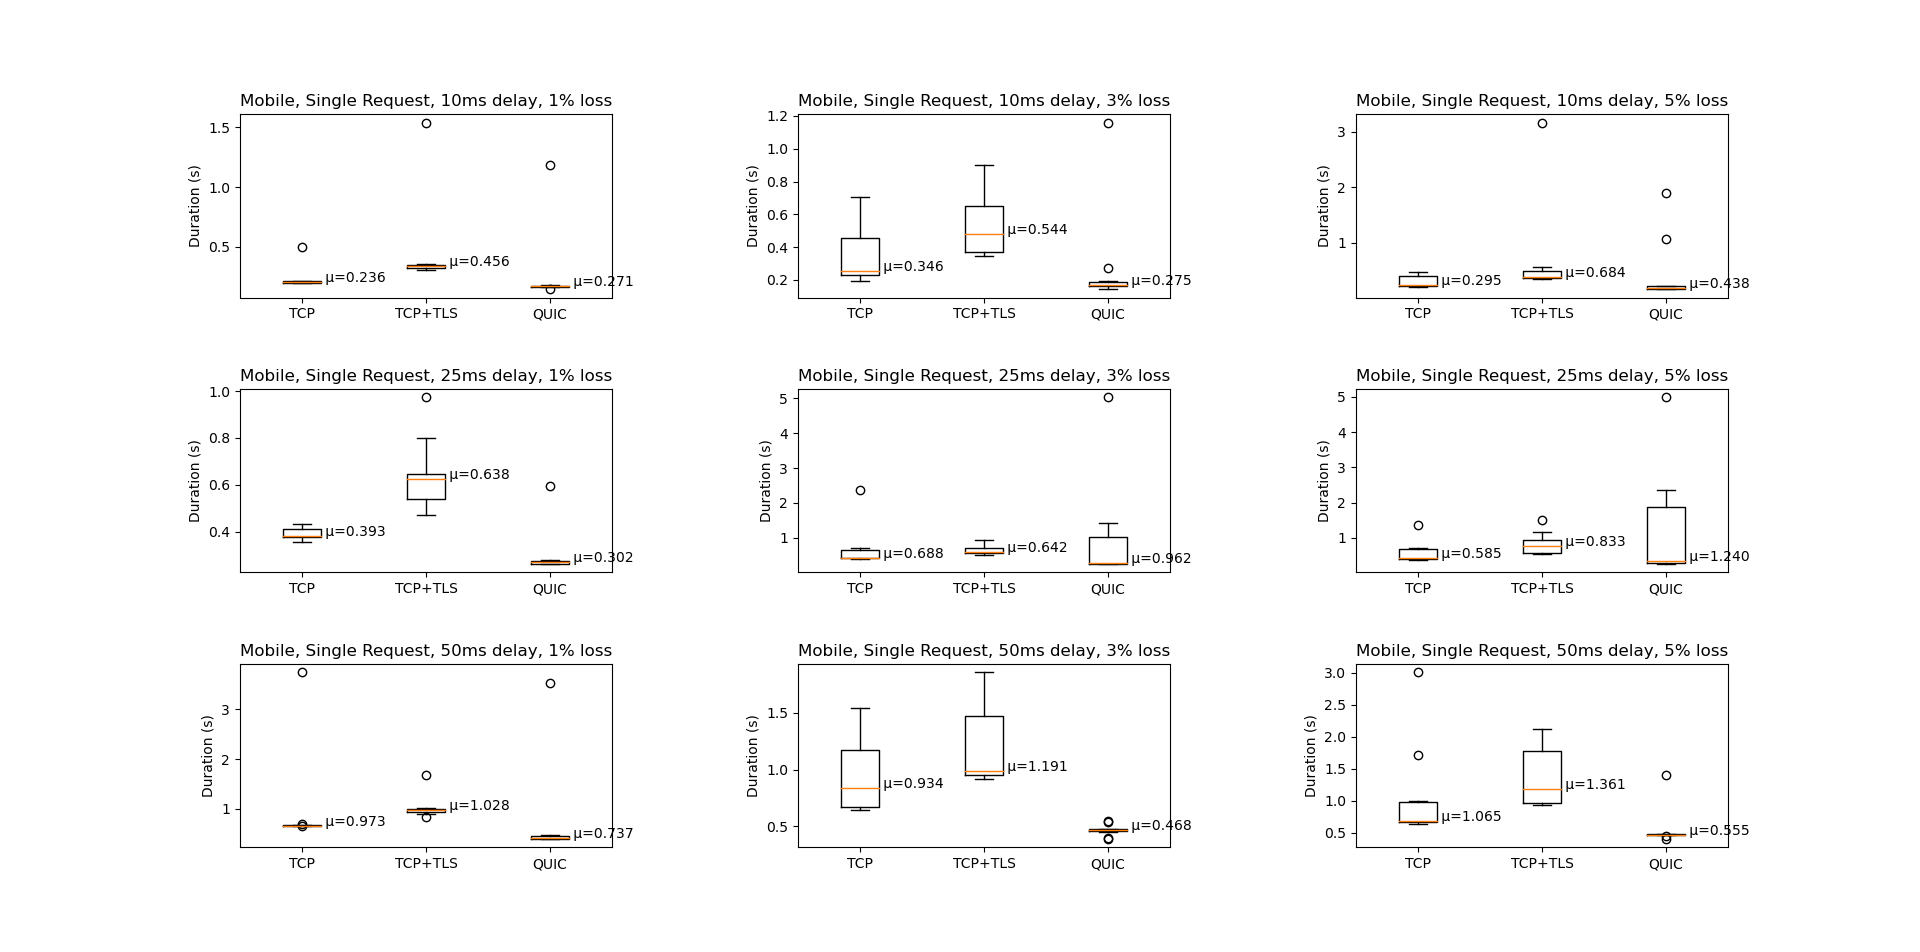 Mobile, Single Request, 10ms delay, 1% loss
Duration (s)
1.5
1.0
0.5
μ=0.236
μ=0.456
μ=0.271
TCP
TCP+TLS
QUIC
Mobile, Single Request, 10ms delay, 3% loss
Duration (s)
1.2
1.0
0.8
0.6
0.4
0.2
μ=0.346
μ=0.544
μ=0.275
TCP
TCP+TLS
QUIC
Mobile, Single Request, 10ms delay, 5% loss
Duration (s)
3
2
1
μ=0.295
μ=0.684
μ=0.438
TCP
TCP+TLS
QUIC
Mobile, Single Request, 25ms delay, 1% loss
Duration (s)
1.0
0.8
0.6
0.4
μ=0.393
μ=0.638
μ=0.302
TCP
TCP+TLS
QUIC
Mobile, Single Request, 25ms delay, 3% loss
Duration (s)
5
4
3
2
1
μ=0.688
μ=0.642
μ=0.962
TCP
TCP+TLS
QUIC
Mobile, Single Request, 25ms delay, 5% loss
Duration (s)
5
4
3
2
1
μ=0.585
μ=0.833
μ=1.240
TCP
TCP+TLS
QUIC
Mobile, Single Request, 50ms delay, 1% loss
Duration (s)
3
2
1
μ=0.973
μ=1.028
μ=0.737
TCP
TCP+TLS
QUIC
Mobile, Single Request, 50ms delay, 3% loss
Duration (s)
1.5
1.0
0.5
μ=0.934
μ=1.191
μ=0.468
TCP
TCP+TLS
QUIC
Mobile, Single Request, 50ms delay, 5% loss
Duration (s)
3.0
2.5
2.0
1.5
1.0
0.5
μ=1.065
μ=1.361
μ=0.555
TCP
TCP+TLS
QUIC